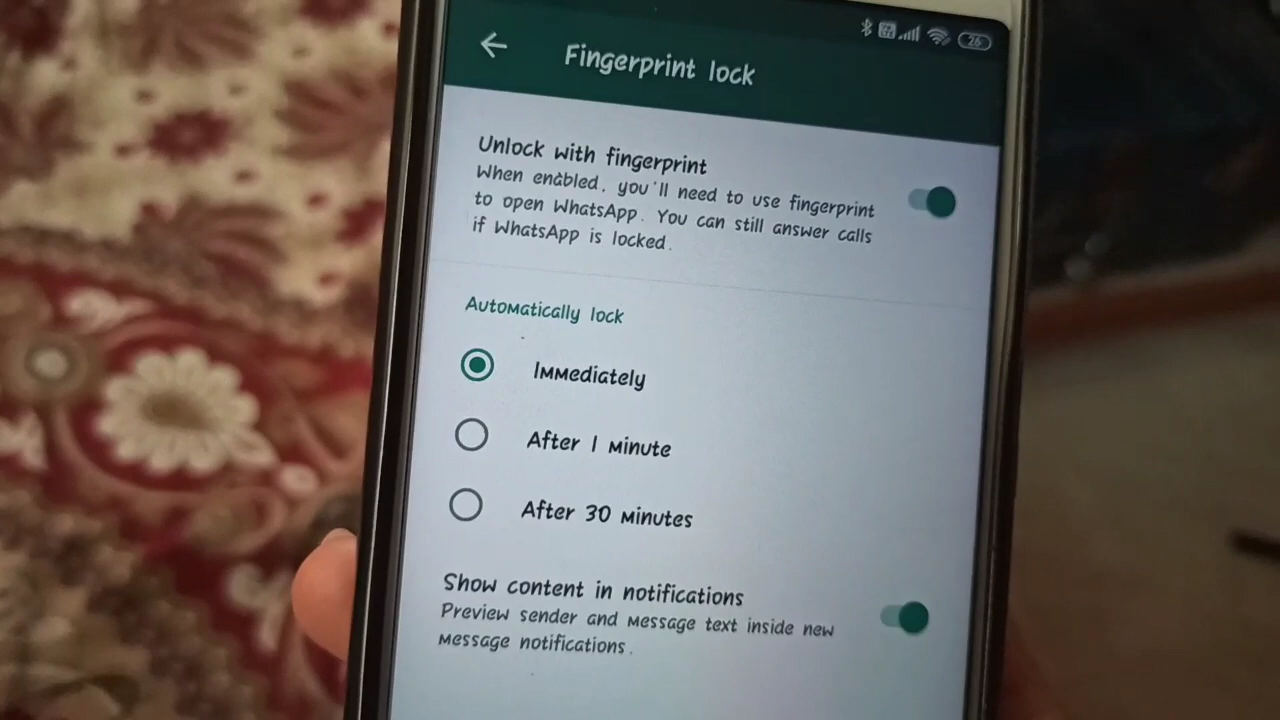 26
Fingerprint lock
Unlock with fingerprint
When enabled, you'll need to use fingerprint
to open WhatsApp. You can still answer calls
if WhatsApp is locked.
Automatically lock
Immediately
After 1 minute
After 30 minutes
Show content in notifications
Preview sender and message text inside new
message notifications.